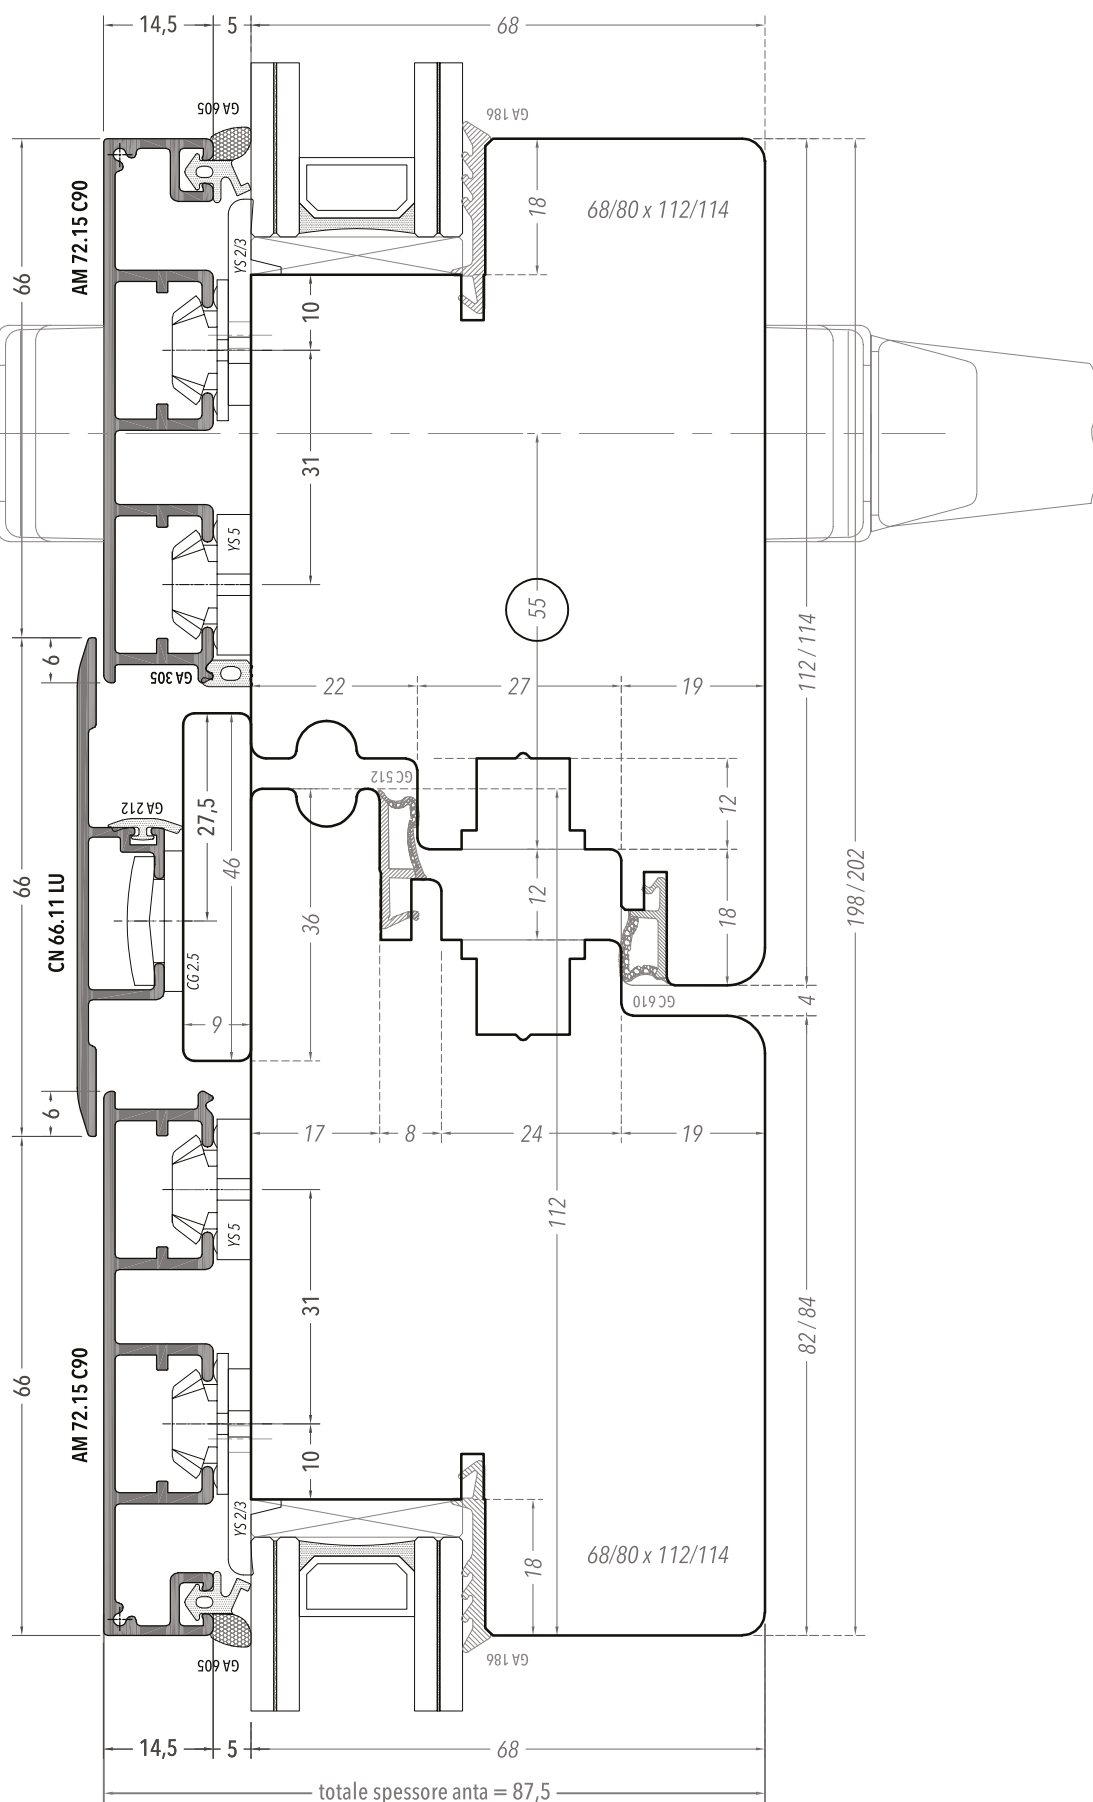 14,5
5
68
GA 605
GA 186
AM 72.15 C90
YS 2/3
18
68/80 x 112/114
66
10
31
YS 5
55
112 / 114
6
GA 305
22
27
19
GC 512
12
GA 212
27,5
46
36
12
18
198 / 202
66
CN 66.11 LU
CG 2.5
9
GC 610
4
6
17
8
24
19
112
YS 5
31
82 / 84
66
AM 72.15 C90
10
YS 2/3
18
68/80 x 112/114
GA 605
GA 186
14,5
5
68
totale spessore anta = 87,5